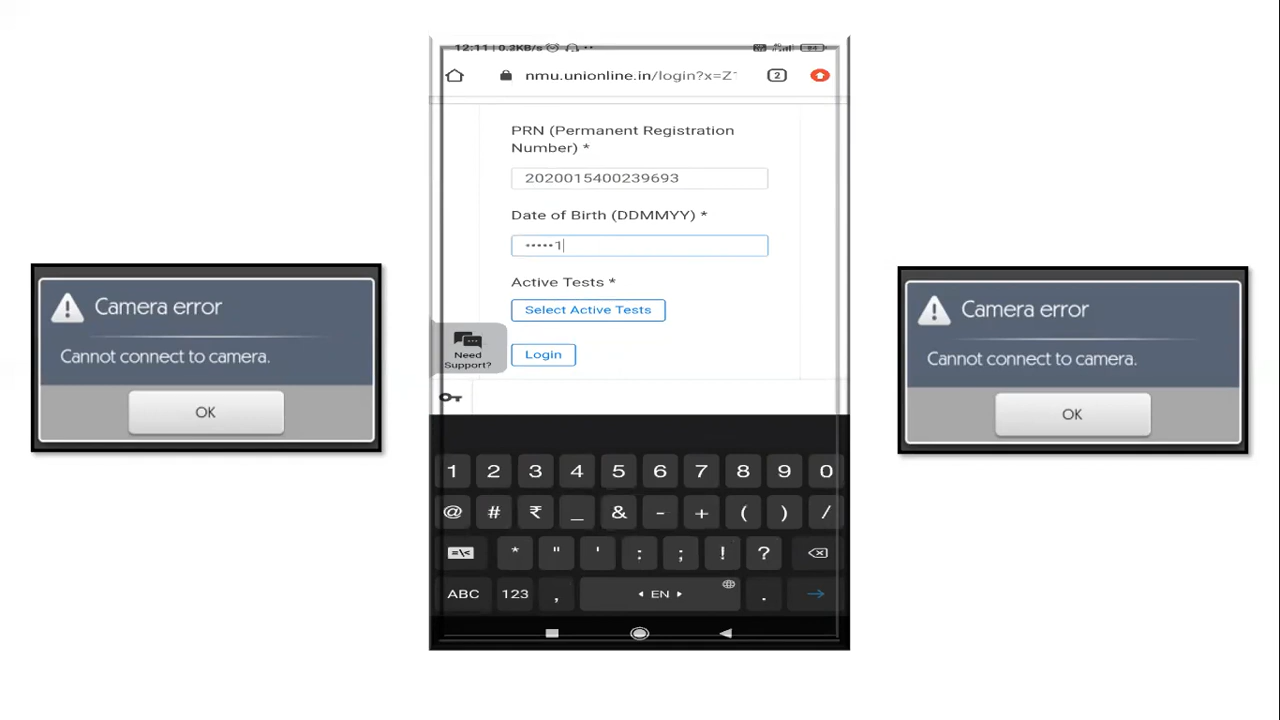 12:11 | 0.2KB/s
nmu.unionline.in/login?x=Z
2
PRN (Permanent Registration
Number) *
2020015400239693
Date of Birth (DDMMYY) *
•••••1
Active Tests *
Select Active Tests
Need
Support?
Login
Camera error
Cannot connect to camera.
OK
Camera error
Cannot connect to camera.
OK
1 2 3 4 5 6 7 8 9 0
@ # ₹ _ & - + ( ) /
=\< * " ' : ; ! ?
ABC 123 , EN .